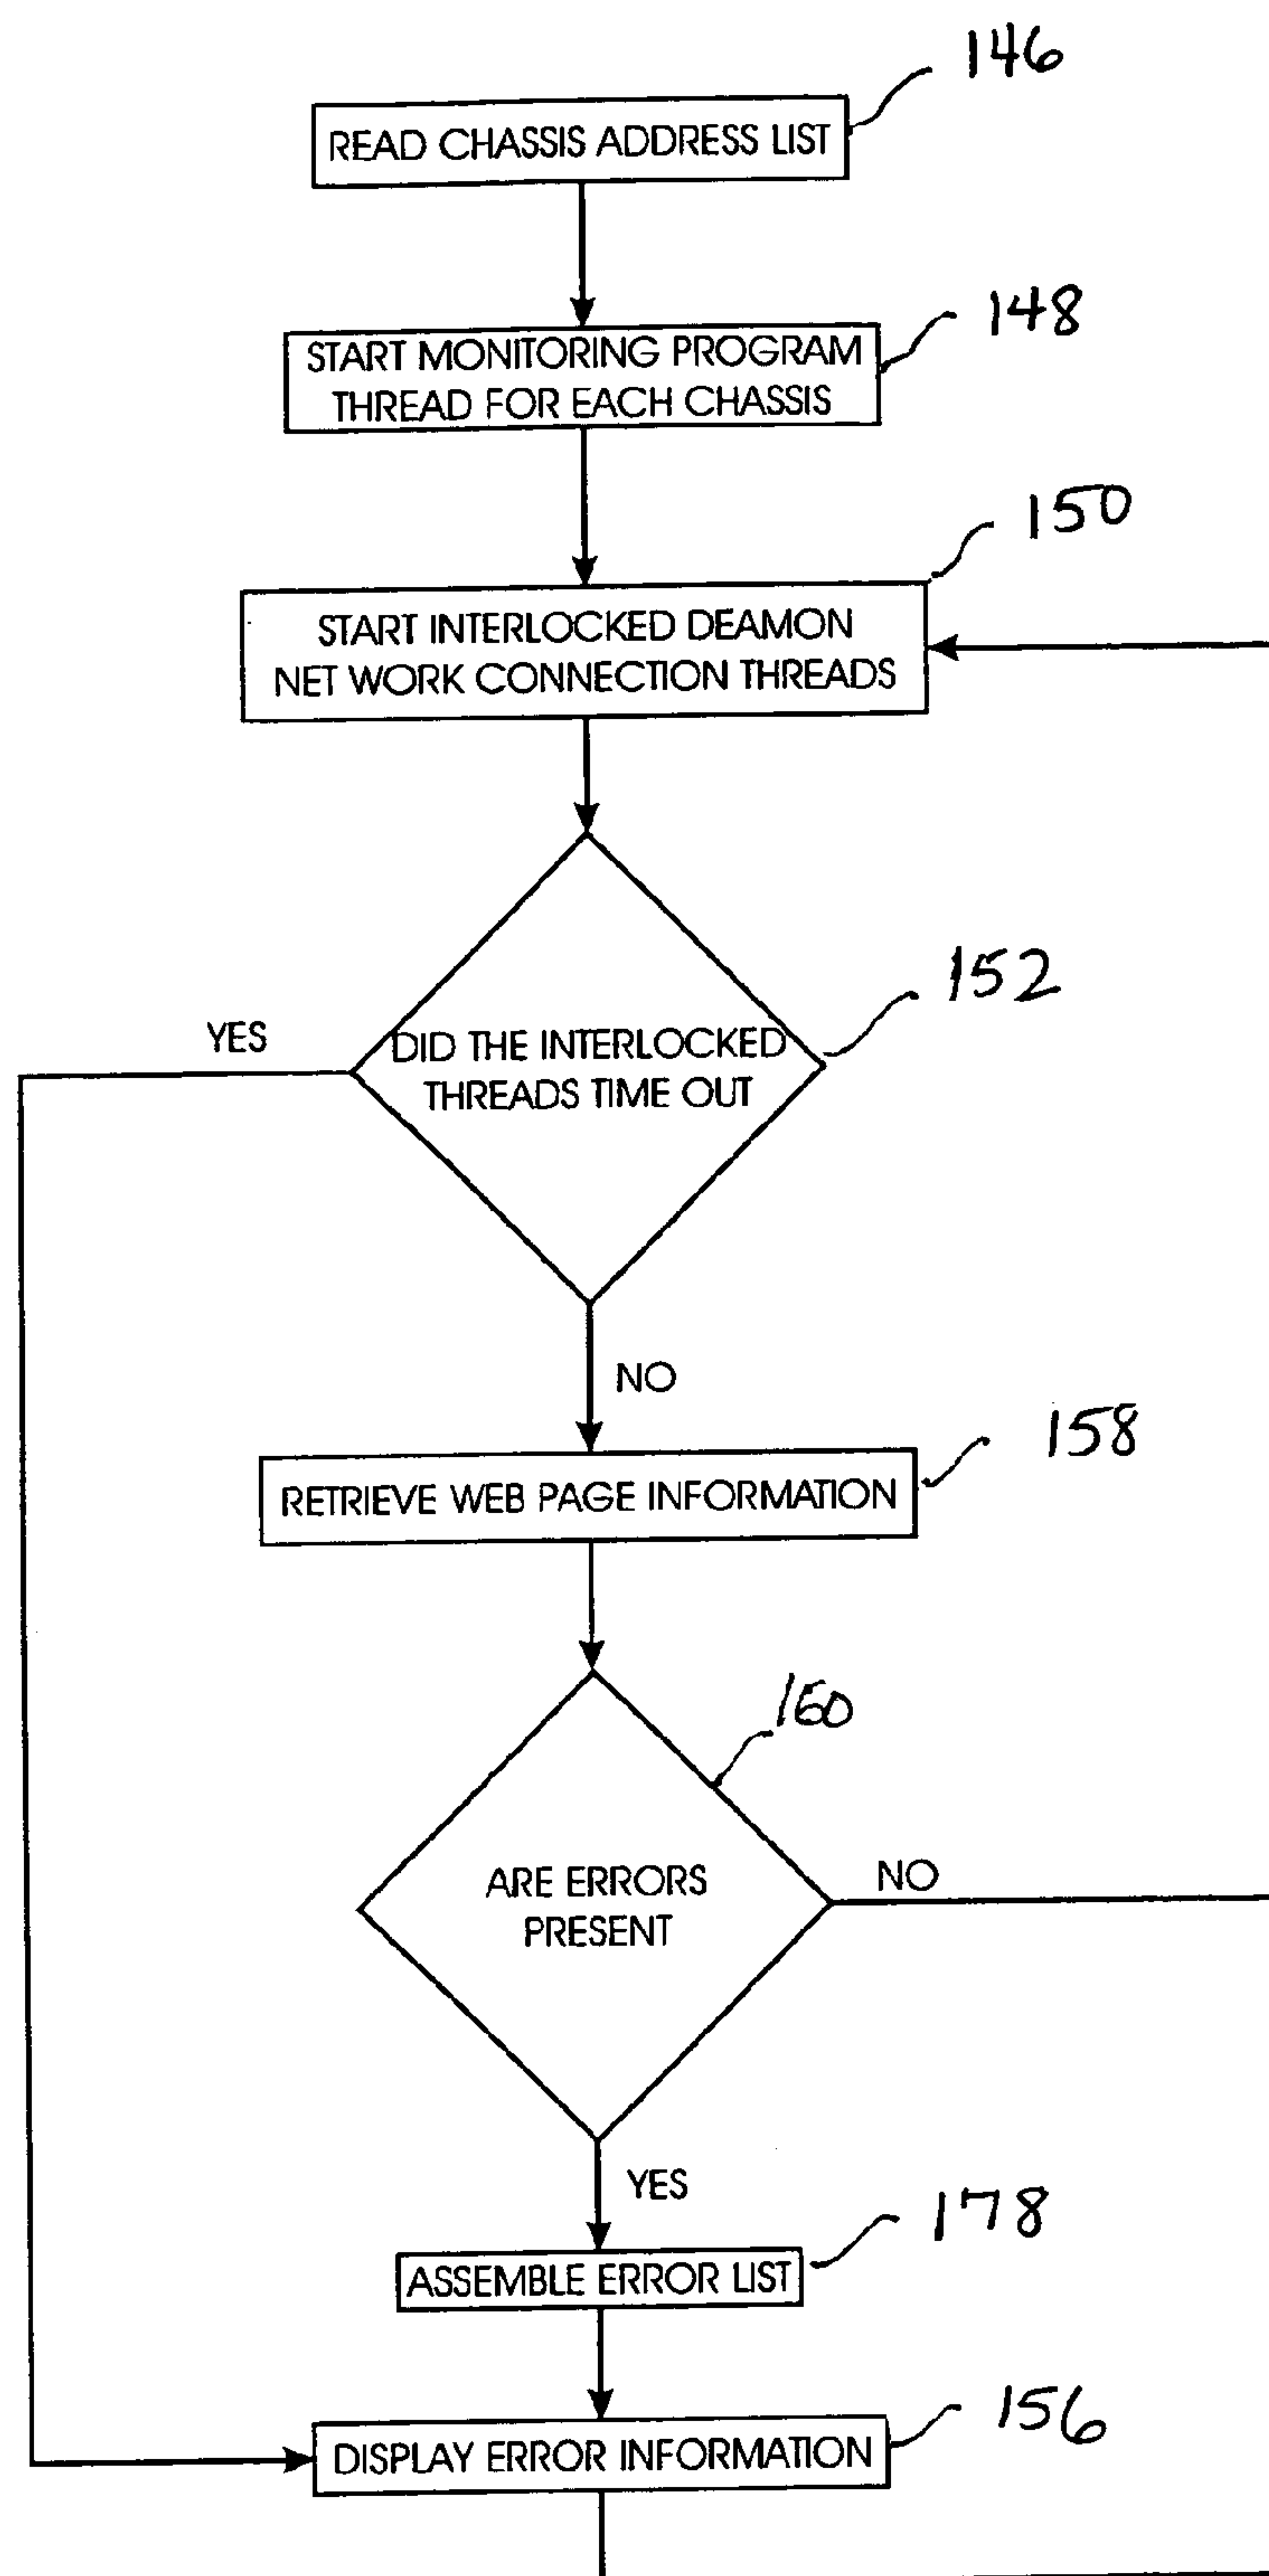 146
READ CHASSIS ADDRESS LIST
148
START MONITORING PROGRAM
THREAD FOR EACH CHASSIS
150
START INTERLOCKED DEAMON
NET WORK CONNECTION THREADS
152
YES
DID THE INTERLOCKED
THREADS TIME OUT
NO
158
RETRIEVE WEB PAGE INFORMATION
160
ARE ERRORS
PRESENT
NO
YES
178
ASSEMBLE ERROR LIST
156
DISPLAY ERROR INFORMATION